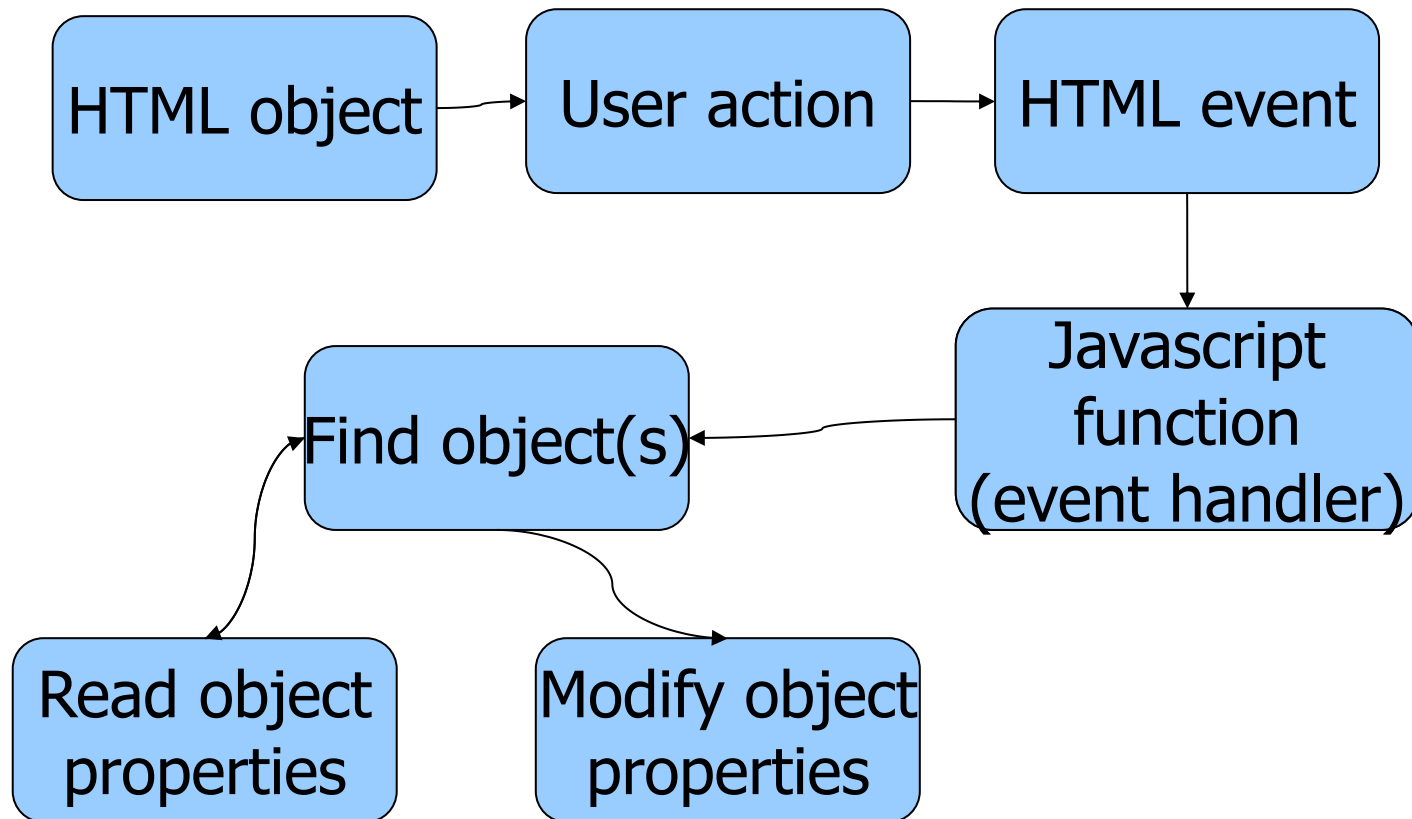 HTML object
User action
HTML event
Javascript
function
(event handler)
Find object(s)
Read object
properties
Modify object
properties